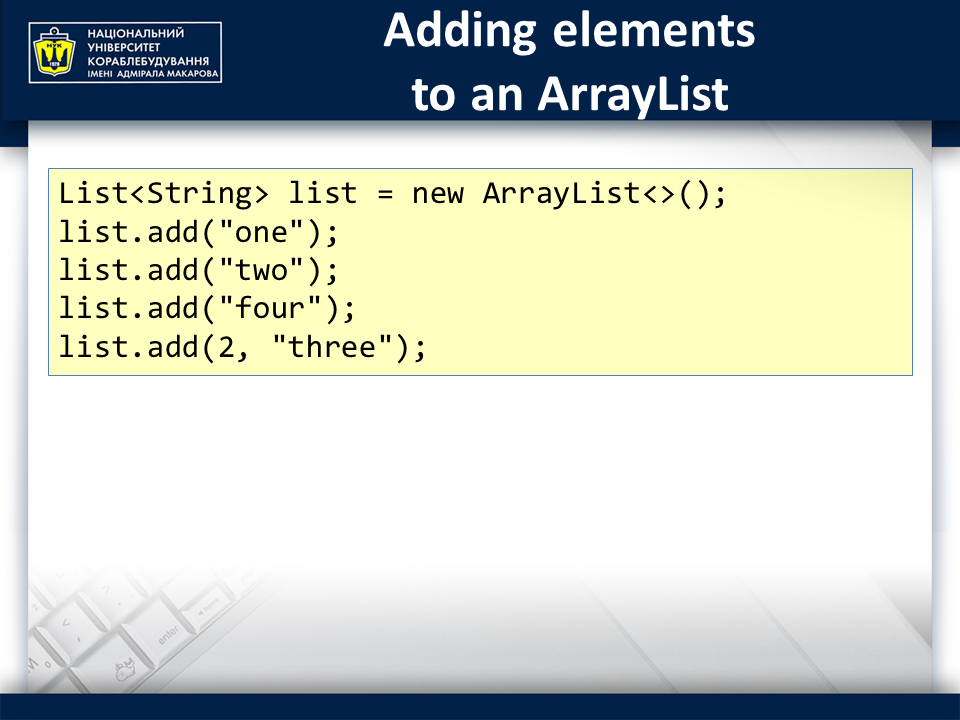 НАЦІОНАЛЬНИЙ
УНІВЕРСИТЕТ
КОРАБЛЕБУДУВАННЯ
ІМЕНІ АДМІРАЛА МАКАРОВА
НУК
1920
Adding elements
to an ArrayList
List<String> list = new ArrayList<>();
list.add("one");
list.add("two");
list.add("four");
list.add(2, "three");
enter